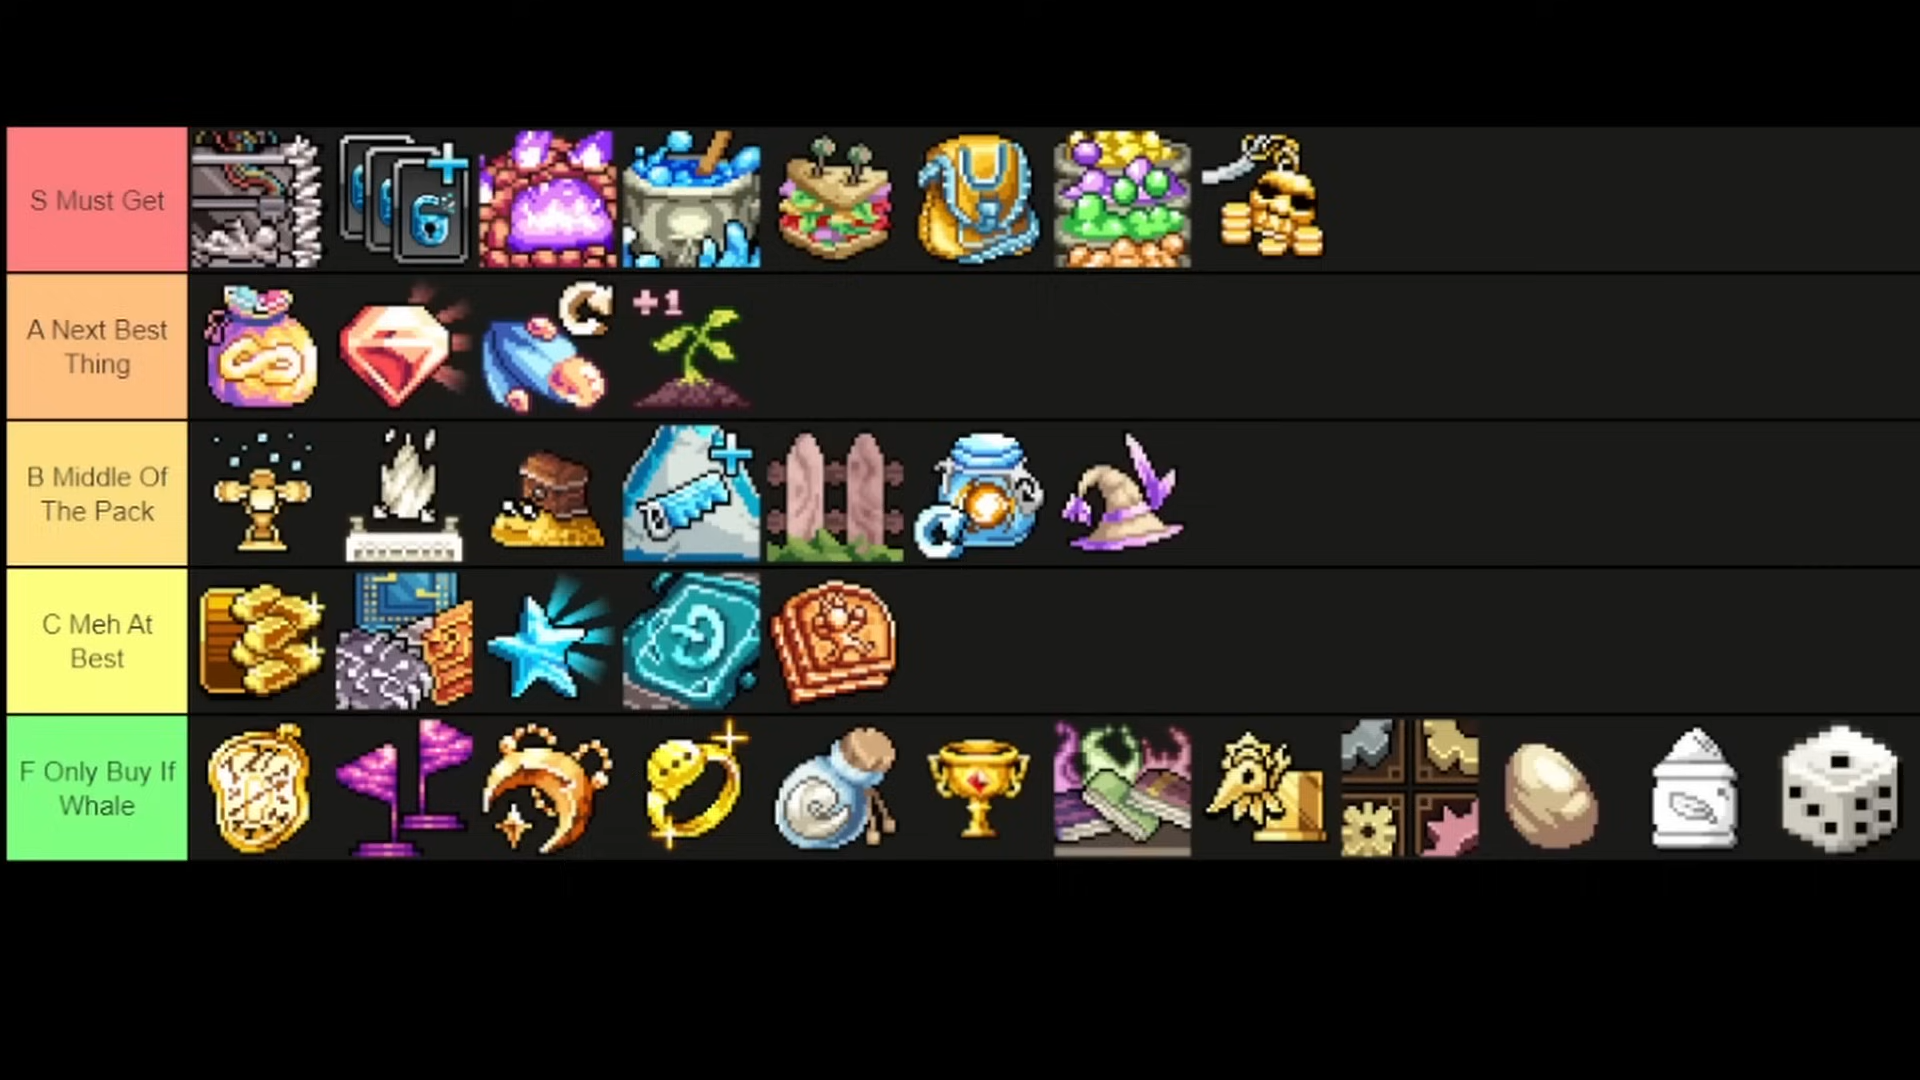 S Must Get
A Next Best
Thing
+1
B Middle Of
The Pack
C Meh At
Best
F Only Buy If
Whale